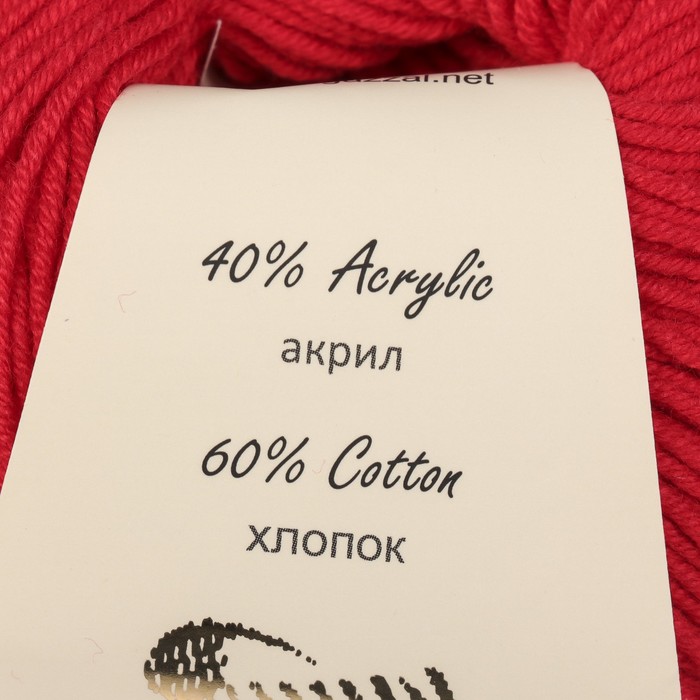 40% Acrylic
акрил
60% Cotton
хлопок